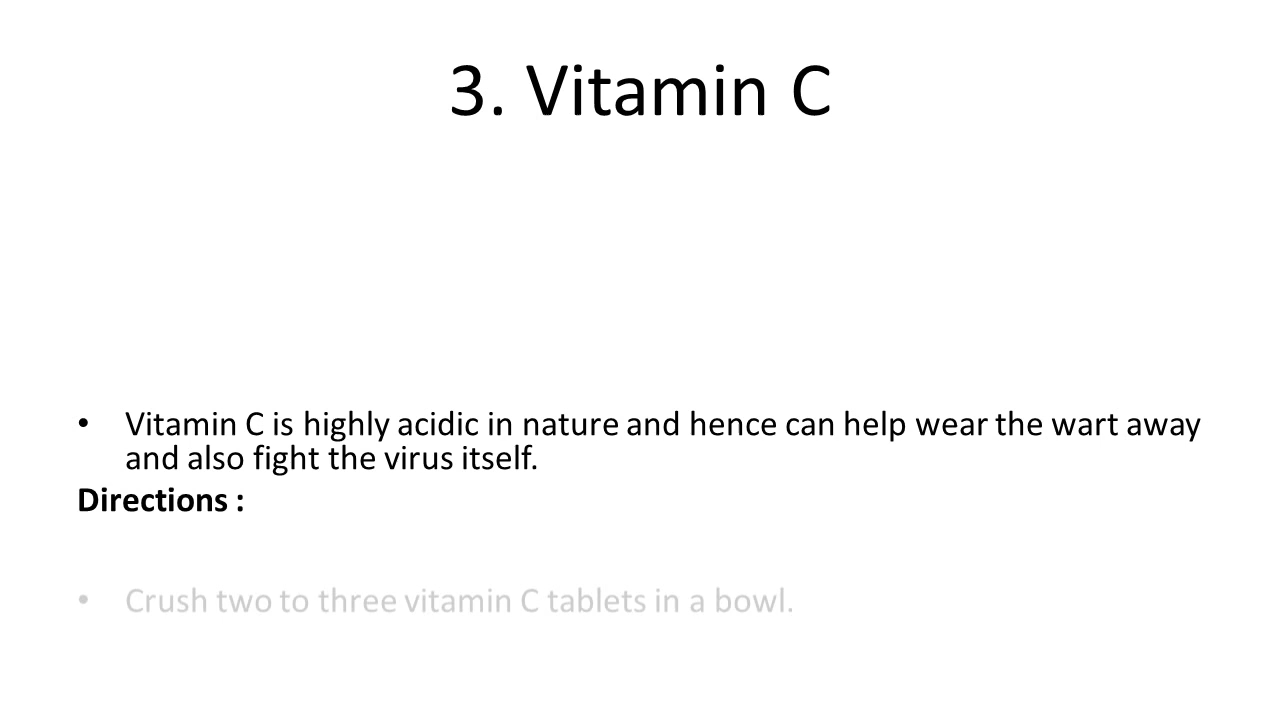 3. Vitamin C
• Vitamin C is highly acidic in nature and hence can help wear the wart away
and also fight the virus itself.
Directions :
• Crush two to three vitamin C tablets in a bowl.